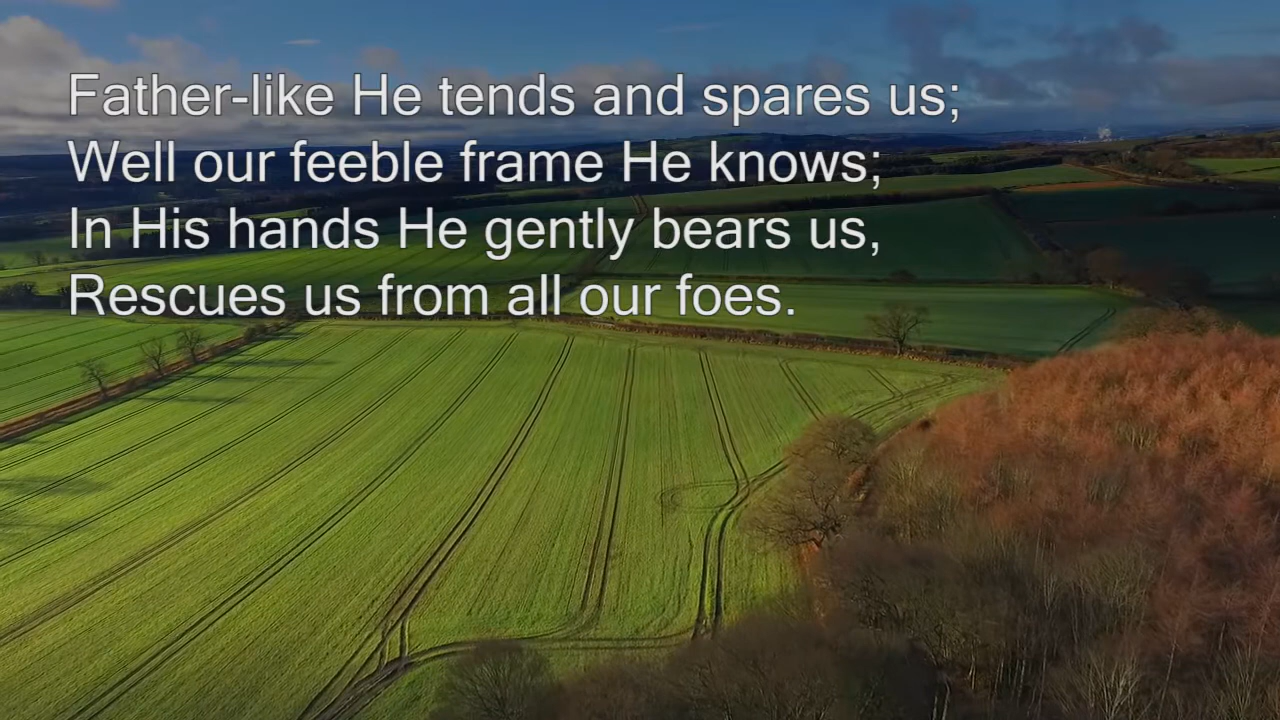 Father-like He tends and spares us;
Well our feeble frame He knows;
In His hands He gently bears us,
Rescues us from all our foes.